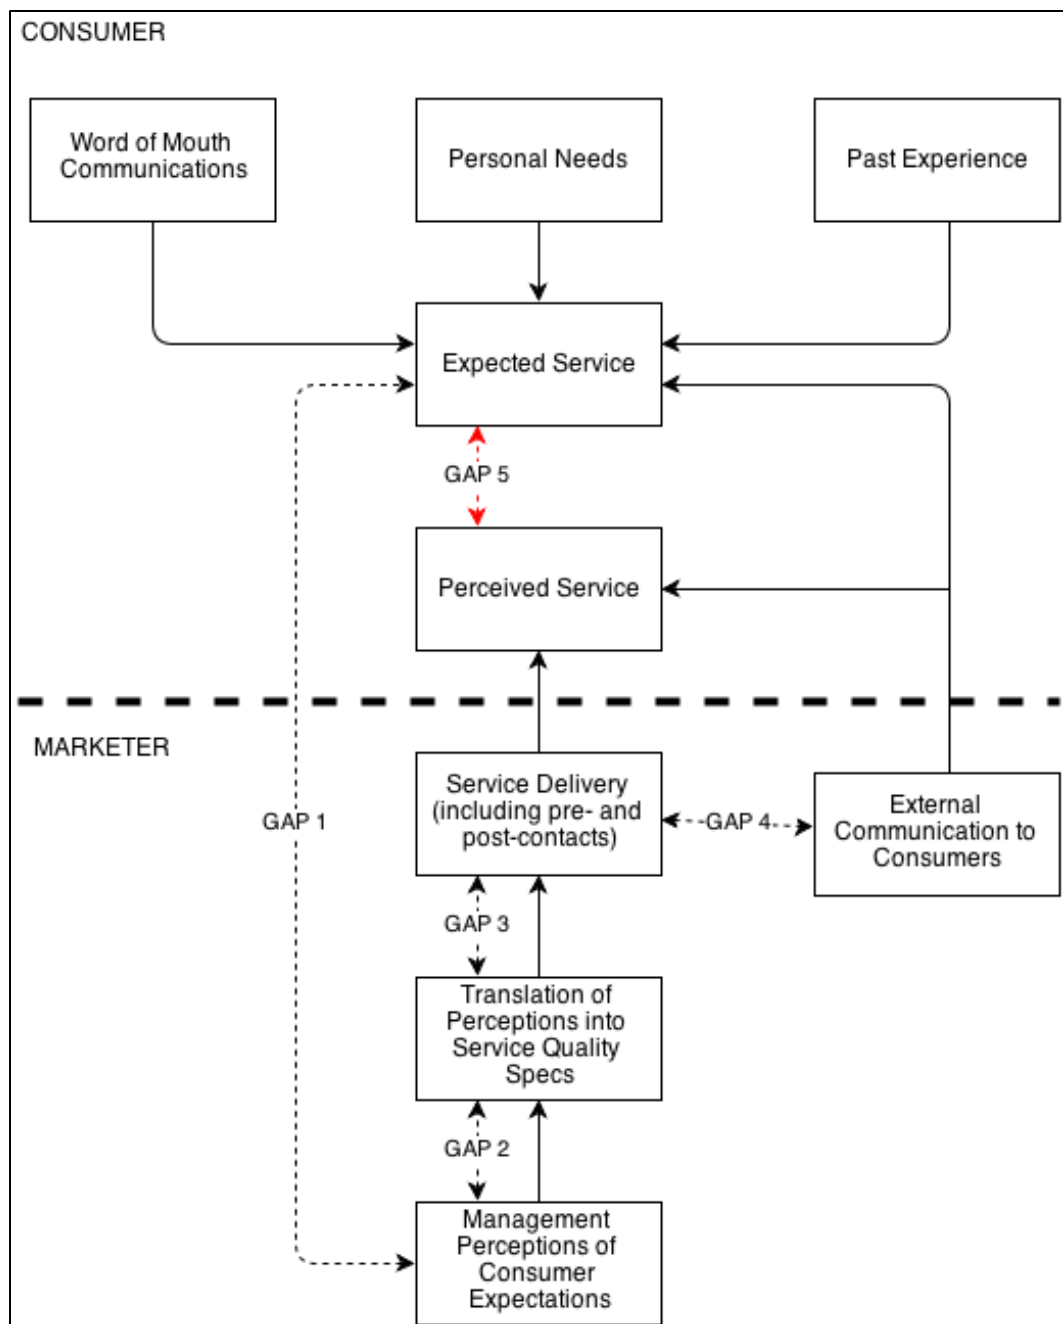 CONSUMER
Word of Mouth
Communications
Personal Needs
Past Experience
Expected Service
GAP 5
Perceived Service
MARKETER
Service Delivery
(including pre- and
post-contacts)
GAP 1
GAP 4
External
Communication to
Consumers
GAP 3
Translation of
Perceptions into
Service Quality
Specs
GAP 2
Management
Perceptions of
Consumer
Expectations